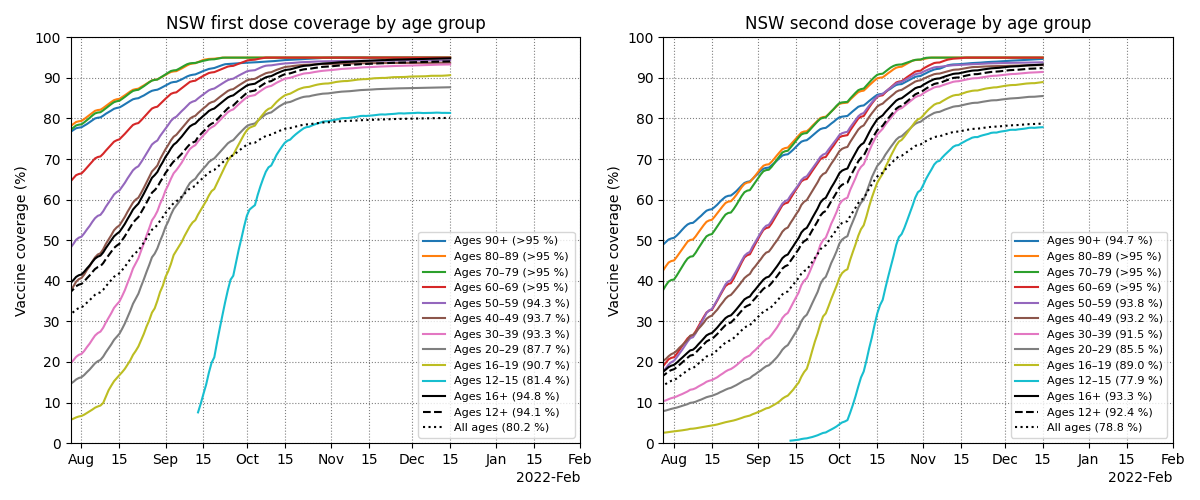 NSW first dose coverage by age group
Vaccine coverage (%)
100
90
80
70
60
50
40
30
20
10
0
Ages 90+ (>95 %)
Ages 80–89 (>95 %)
Ages 70–79 (>95 %)
Ages 60–69 (>95 %)
Ages 50–59 (94.3 %)
Ages 40–49 (93.7 %)
Ages 30–39 (93.3 %)
Ages 20–29 (87.7 %)
Ages 16–19 (90.7 %)
Ages 12–15 (81.4 %)
Ages 16+ (94.8 %)
Ages 12+ (94.1 %)
All ages (80.2 %)
Aug 15 Sep 15 Oct 15 Nov 15 Dec 15 Jan 15 Feb
2022-Feb
NSW second dose coverage by age group
Vaccine coverage (%)
100
90
80
70
60
50
40
30
20
10
0
Ages 90+ (94.7 %)
Ages 80–89 (>95 %)
Ages 70–79 (>95 %)
Ages 60–69 (>95 %)
Ages 50–59 (93.8 %)
Ages 40–49 (93.2 %)
Ages 30–39 (91.5 %)
Ages 20–29 (85.5 %)
Ages 16–19 (89.0 %)
Ages 12–15 (77.9 %)
Ages 16+ (93.3 %)
Ages 12+ (92.4 %)
All ages (78.8 %)
Aug 15 Sep 15 Oct 15 Nov 15 Dec 15 Jan 15 Feb
2022-Feb